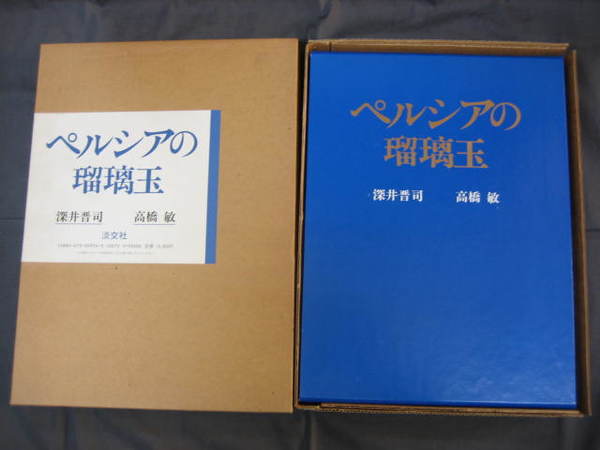 ペルシアの
瑠璃玉
深井晋司 高橋 敏
淡交社
ペルシアの
瑠璃玉
深井晋司 高橋 敏